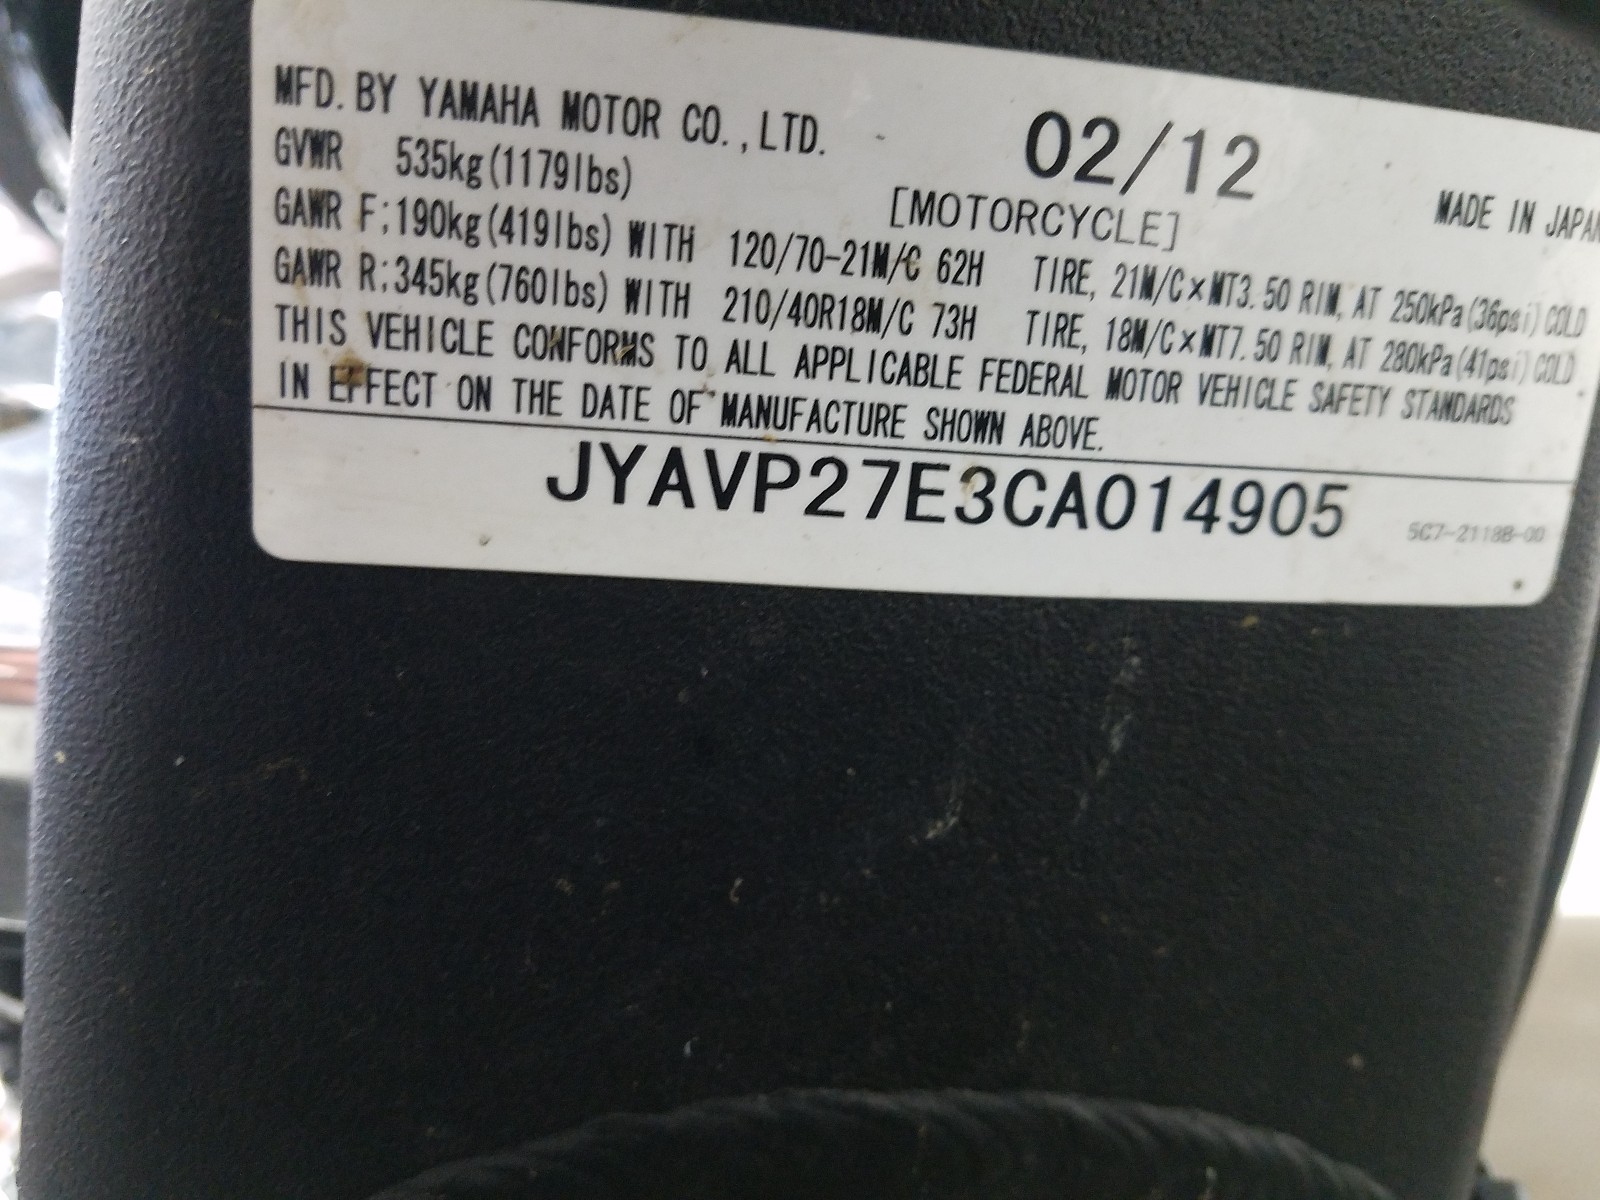 MFD. BY YAMAHA MOTOR CO., LTD. 02/12
GVWR 535kg(1179lbs) [MOTORCYCLE] MADE IN JAPAN
GAWR F;190kg(419lbs) WITH 120/70-21M/C 62H TIRE, 21M/C×MT3.50 RIM, AT 250kPa(36psi) COLD
GAWR R;345kg(760lbs) WITH 210/40R18M/C 73H TIRE, 18M/C×MT7.50 RIM, AT 280kPa(41psi) COLD
THIS VEHICLE CONFORMS TO ALL APPLICABLE FEDERAL MOTOR VEHICLE SAFETY STANDARDS
IN EFFECT ON THE DATE OF MANUFACTURE SHOWN ABOVE.
JYAVP27E3CA014905
5C7-2118B-00